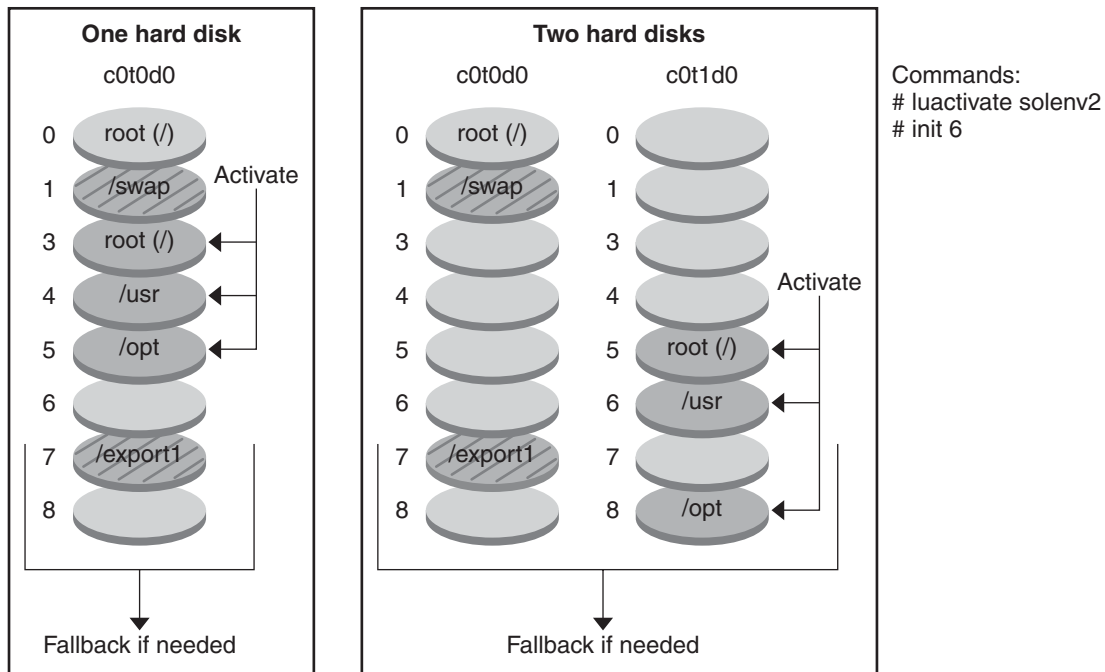 One hard disk
c0t0d0
0 root (/)
1 /swap
Activate
3 root (/)
4 /usr
5 /opt
6
7 /export1
8
Fallback if needed
Two hard disks
c0t0d0 c0t1d0
0 root (/) 0
1 /swap 1
3 3
4 4
Activate
5 5 root (/)
6 6 /usr
7 /export1 7
8 8 /opt
Fallback if needed
Commands:
# luactivate solenv2
# init 6